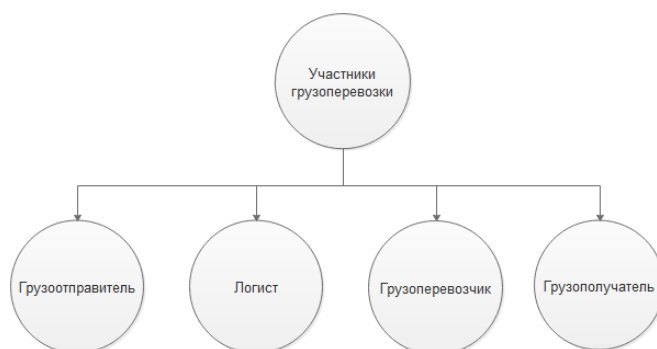 Участники
грузоперевозки
Грузоотправитель
Логист
Грузоперевозчик
Грузополучатель